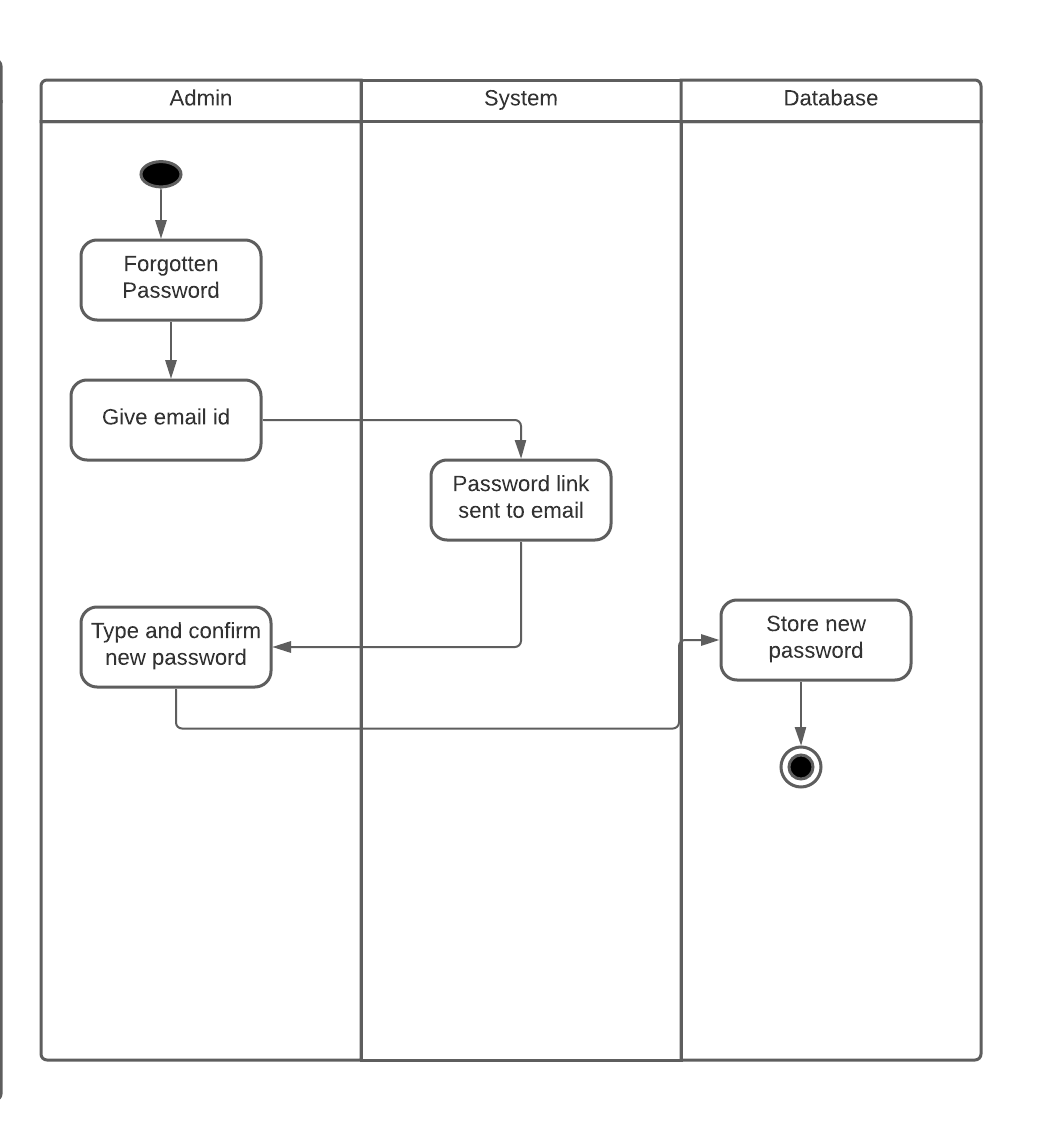 Admin
System
Database
Forgotten
Password
Give email id
Password link
sent to email
Type and confirm
new password
Store new
password